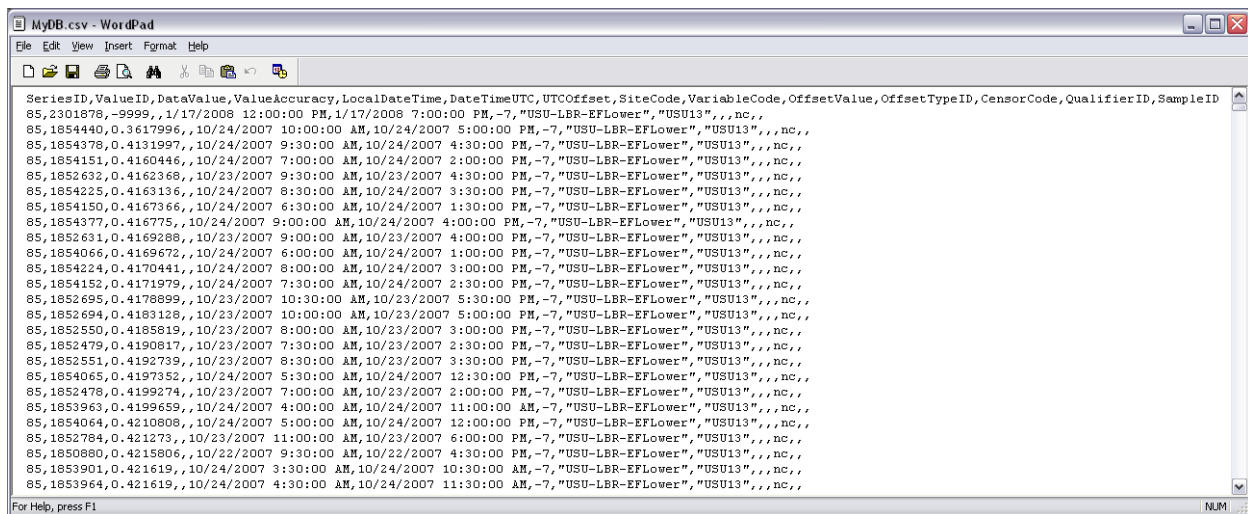 MyDB.csv - WordPad
File Edit View Insert Format Help
SeriesID,ValueID,DataValue,ValueAccuracy,LocalDateTime,DateTimeUTC,UTCOffset,SiteCode,VariableCode,OffsetValue,OffsetTypeID,CensorCode,QualifierID,SampleID
85,2301878,-9999,,1/17/2008 12:00:00 PM,1/17/2008 7:00:00 PM,-7,"USU-LBR-EFLower","USU13",,,nc,,
85,1854440,0.3617996,,10/24/2007 10:00:00 AM,10/24/2007 5:00:00 PM,-7,"USU-LBR-EFLower","USU13",,,nc,,
85,1854378,0.4131997,,10/24/2007 9:30:00 AM,10/24/2007 4:30:00 PM,-7,"USU-LBR-EFLower","USU13",,,nc,,
85,1854151,0.4160446,,10/24/2007 7:00:00 AM,10/24/2007 2:00:00 PM,-7,"USU-LBR-EFLower","USU13",,,nc,,
85,1852632,0.4162368,,10/23/2007 9:30:00 AM,10/23/2007 4:30:00 PM,-7,"USU-LBR-EFLower","USU13",,,nc,,
85,1854225,0.4163136,,10/24/2007 8:30:00 AM,10/24/2007 3:30:00 PM,-7,"USU-LBR-EFLower","USU13",,,nc,,
85,1854150,0.4167366,,10/24/2007 6:30:00 AM,10/24/2007 1:30:00 PM,-7,"USU-LBR-EFLower","USU13",,,nc,,
85,1854377,0.416775,,10/24/2007 9:00:00 AM,10/24/2007 4:00:00 PM,-7,"USU-LBR-EFLower","USU13",,,nc,,
85,1852631,0.4169288,,10/23/2007 9:00:00 AM,10/23/2007 4:00:00 PM,-7,"USU-LBR-EFLower","USU13",,,nc,,
85,1854066,0.4169672,,10/24/2007 6:00:00 AM,10/24/2007 1:00:00 PM,-7,"USU-LBR-EFLower","USU13",,,nc,,
85,1854224,0.4170441,,10/24/2007 8:00:00 AM,10/24/2007 3:00:00 PM,-7,"USU-LBR-EFLower","USU13",,,nc,,
85,1854152,0.4171979,,10/24/2007 7:30:00 AM,10/24/2007 2:30:00 PM,-7,"USU-LBR-EFLower","USU13",,,nc,,
85,1852695,0.4178899,,10/23/2007 10:30:00 AM,10/23/2007 5:30:00 PM,-7,"USU-LBR-EFLower","USU13",,,nc,,
85,1852694,0.4183128,,10/23/2007 10:00:00 AM,10/23/2007 5:00:00 PM,-7,"USU-LBR-EFLower","USU13",,,nc,,
85,1852550,0.4185819,,10/23/2007 8:00:00 AM,10/23/2007 3:00:00 PM,-7,"USU-LBR-EFLower","USU13",,,nc,,
85,1852479,0.4190817,,10/23/2007 7:30:00 AM,10/23/2007 2:30:00 PM,-7,"USU-LBR-EFLower","USU13",,,nc,,
85,1852551,0.4192739,,10/23/2007 8:30:00 AM,10/23/2007 3:30:00 PM,-7,"USU-LBR-EFLower","USU13",,,nc,,
85,1854065,0.4197352,,10/24/2007 5:30:00 AM,10/24/2007 12:30:00 PM,-7,"USU-LBR-EFLower","USU13",,,nc,,
85,1852478,0.4199274,,10/23/2007 7:00:00 AM,10/23/2007 2:00:00 PM,-7,"USU-LBR-EFLower","USU13",,,nc,,
85,1853963,0.4199659,,10/24/2007 4:00:00 AM,10/24/2007 11:00:00 AM,-7,"USU-LBR-EFLower","USU13",,,nc,,
85,1854064,0.4210808,,10/24/2007 5:00:00 AM,10/24/2007 12:00:00 PM,-7,"USU-LBR-EFLower","USU13",,,nc,,
85,1852784,0.421273,,10/23/2007 11:00:00 AM,10/23/2007 6:00:00 PM,-7,"USU-LBR-EFLower","USU13",,,nc,,
85,1850880,0.4215806,,10/22/2007 9:30:00 AM,10/22/2007 4:30:00 PM,-7,"USU-LBR-EFLower","USU13",,,nc,,
85,1853901,0.421619,,10/24/2007 3:30:00 AM,10/24/2007 10:30:00 AM,-7,"USU-LBR-EFLower","USU13",,,nc,,
85,1853964,0.421619,,10/24/2007 4:30:00 AM,10/24/2007 11:30:00 AM,-7,"USU-LBR-EFLower","USU13",,,nc,,
For Help, press F1
NUM